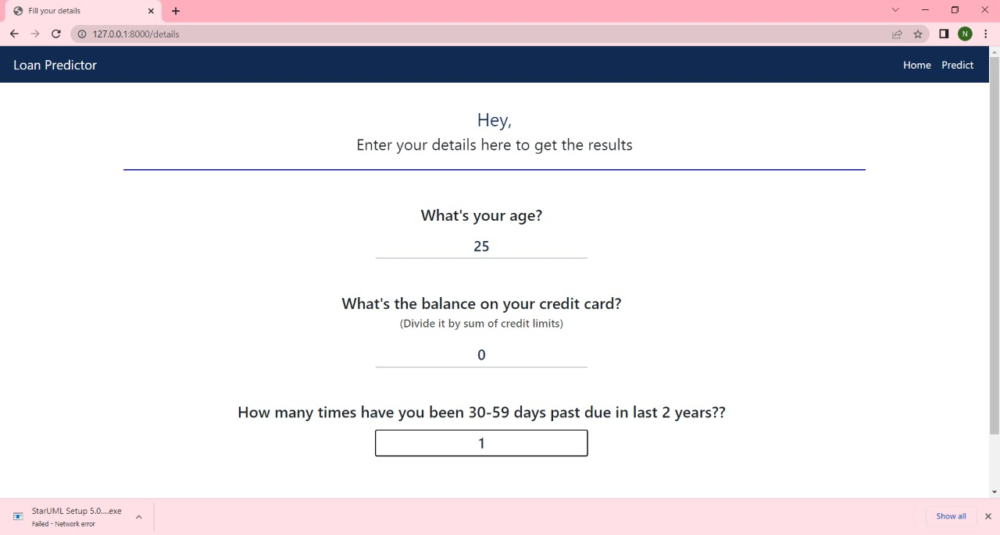 Fill your details
127.0.0.1:8000/details
N
Loan Predictor
Home Predict
Hey,
Enter your details here to get the results
What's your age?
25
What's the balance on your credit card?
(Divide it by sum of credit limits)
0
How many times have you been 30-59 days past due in last 2 years??
1
StarUML Setup 5.0....exe
Failed - Network error
Show all